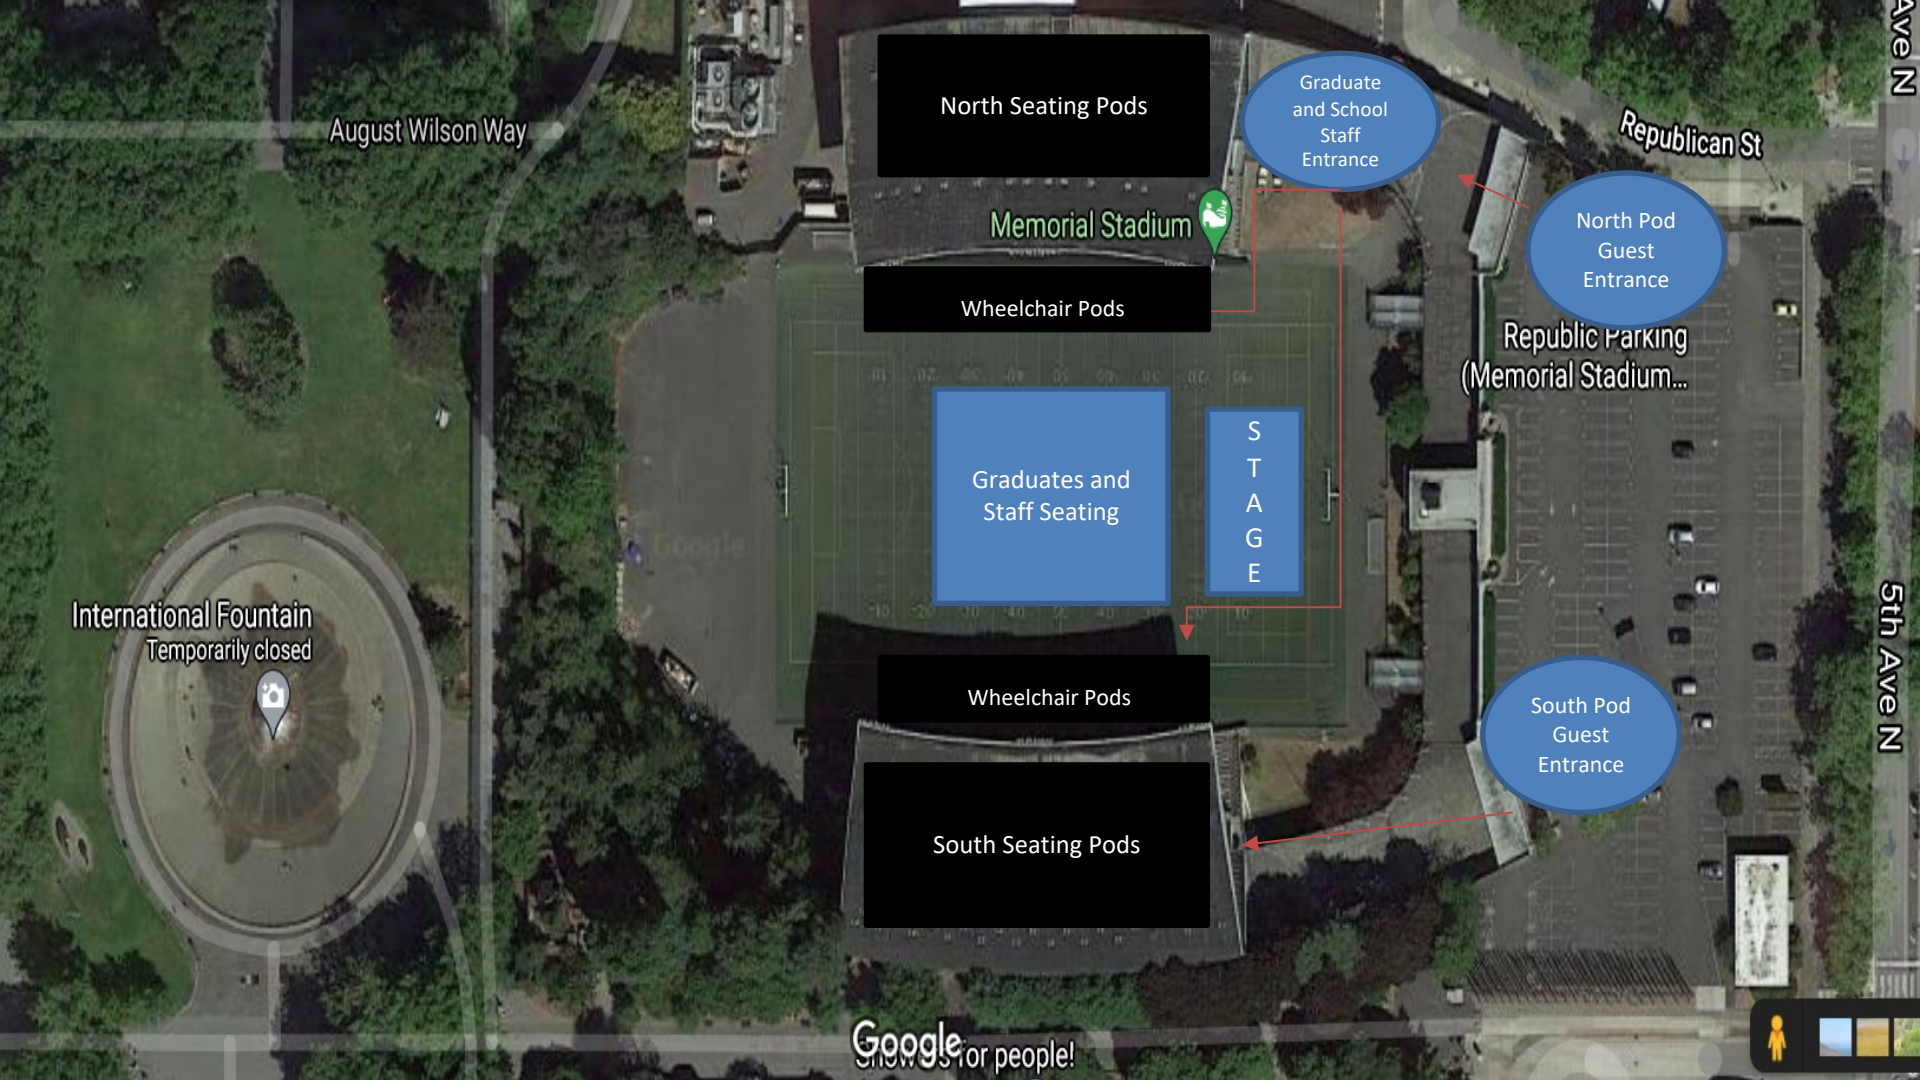 Ave N
North Seating Pods
Graduate
and School
Staff
Entrance
August Wilson Way
Republican St
Memorial Stadium
North Pod
Guest
Entrance
Wheelchair Pods
Republic Parking
(Memorial Stadium...
S
T
A
G
E
Graduates and
Staff Seating
Google
International Fountain
Temporarily closed
5th Ave N
Wheelchair Pods
South Pod
Guest
Entrance
South Seating Pods
Google
for people!